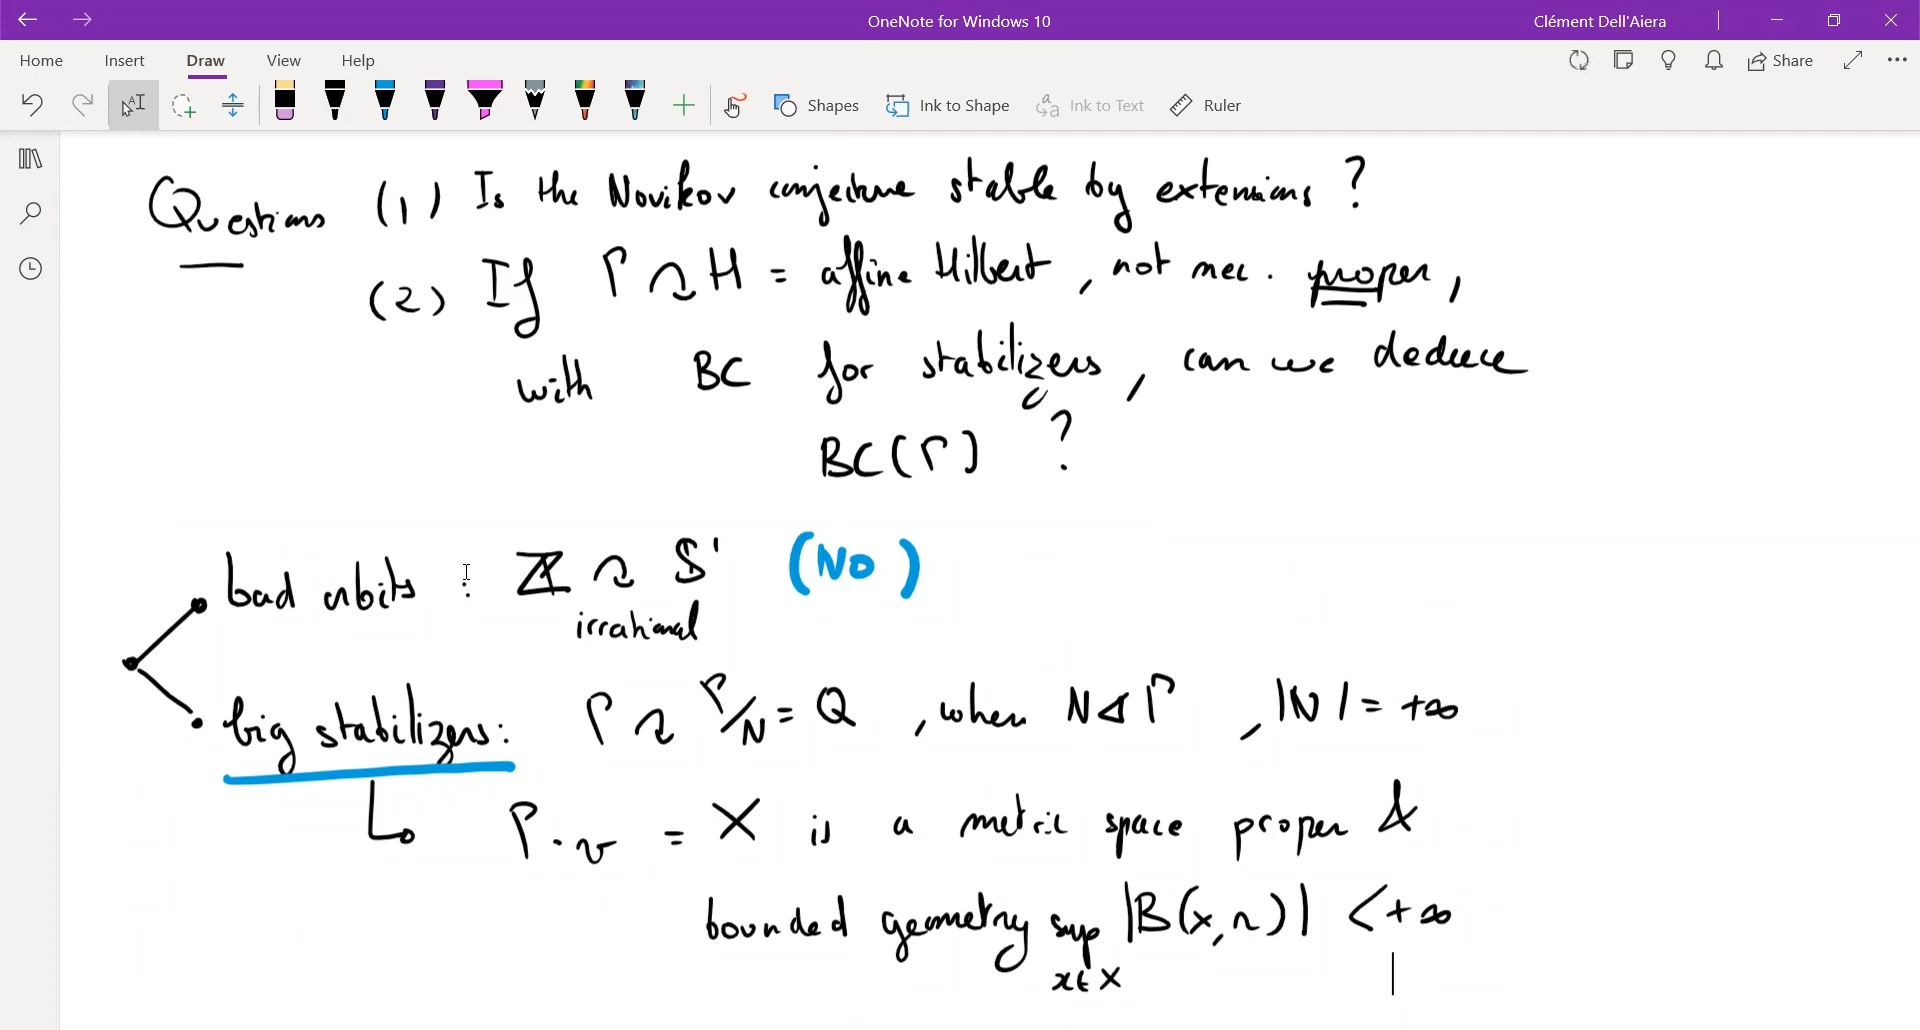 OneNote for Windows 10
Clément Dell'Aiera
Home Insert Draw View Help
Share
Shapes Ink to Shape Ink to Text Ruler
Questions (1) Is the Novikov conjecture stable by extensions ?
(2) If Γ ↷ H = affine Hilbert, not nec. proper,
with BC for stabilizers, can we deduce
BC(Γ) ?
bad orbits : ℤ ↷ S¹ (NO)
irrational
big stabilizers: Γ ↷ Γ/N = Q , when N ◁ Γ , |N| = +∞
Γ·v = X is a metric space proper &
bounded geometry sup |B(x,r)| < +∞
x∈X